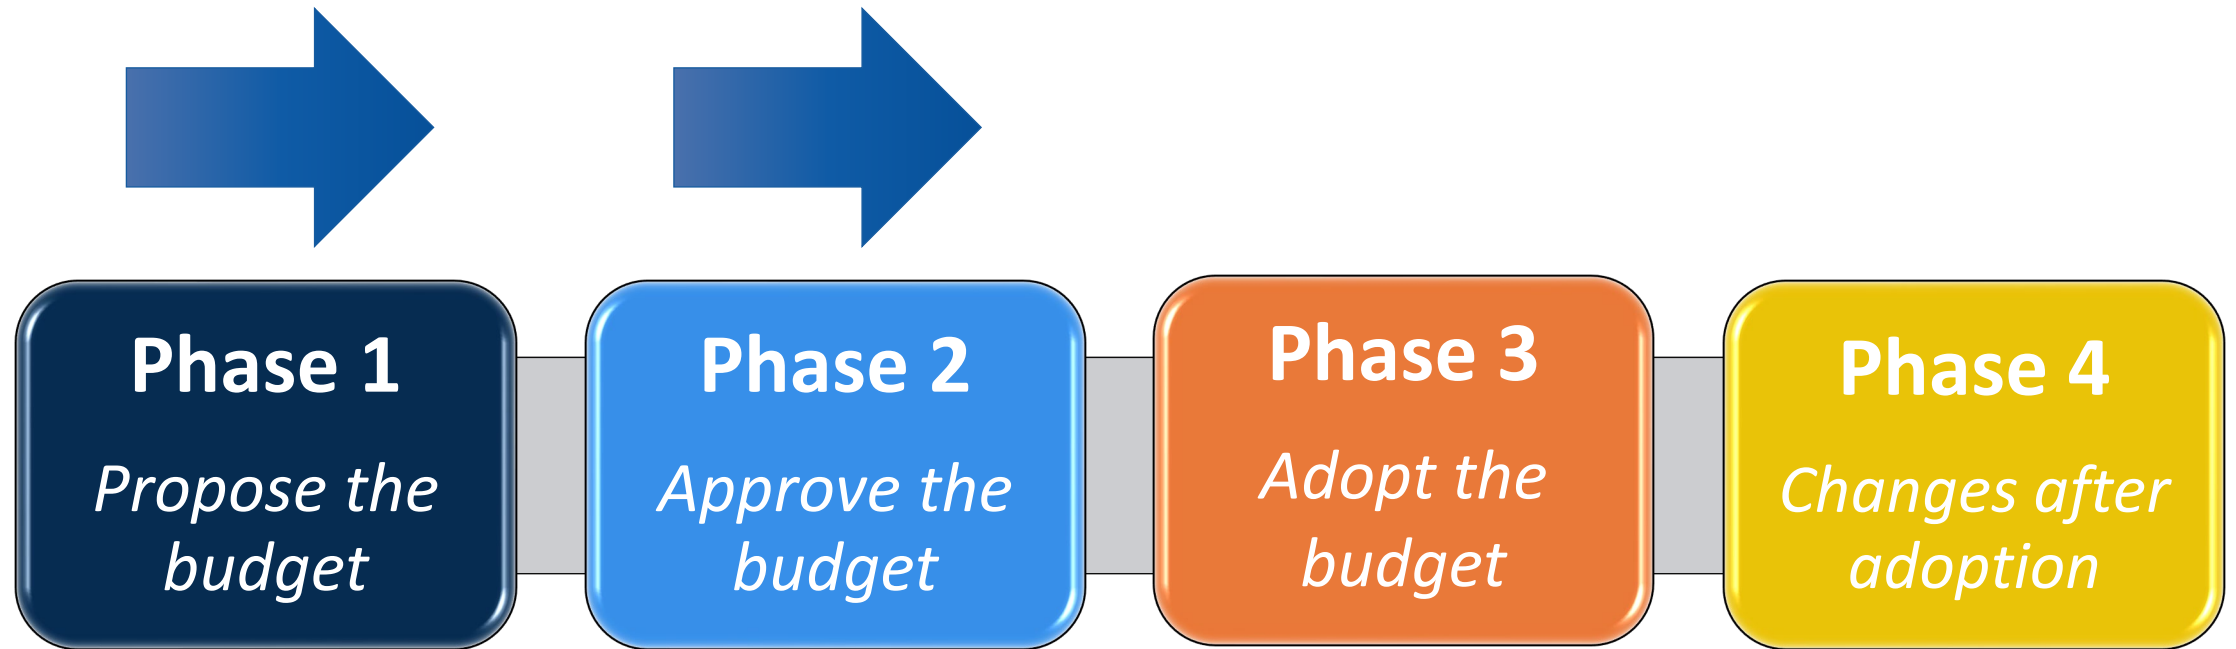 Phase 1
Propose the
budget
Phase 2
Approve the
budget
Phase 3
Adopt the
budget
Phase 4
Changes after
adoption